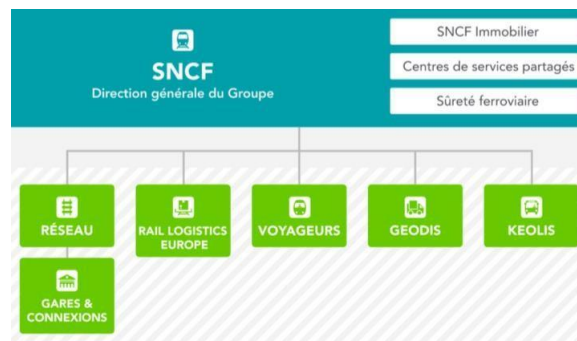 SNCF
Direction générale du Groupe
SNCF Immobilier
Centres de services partagés
Sûreté ferroviaire
RÉSEAU
RAIL LOGISTICS
EUROPE
VOYAGEURS
GEODIS
KEOLIS
GARES &
CONNEXIONS